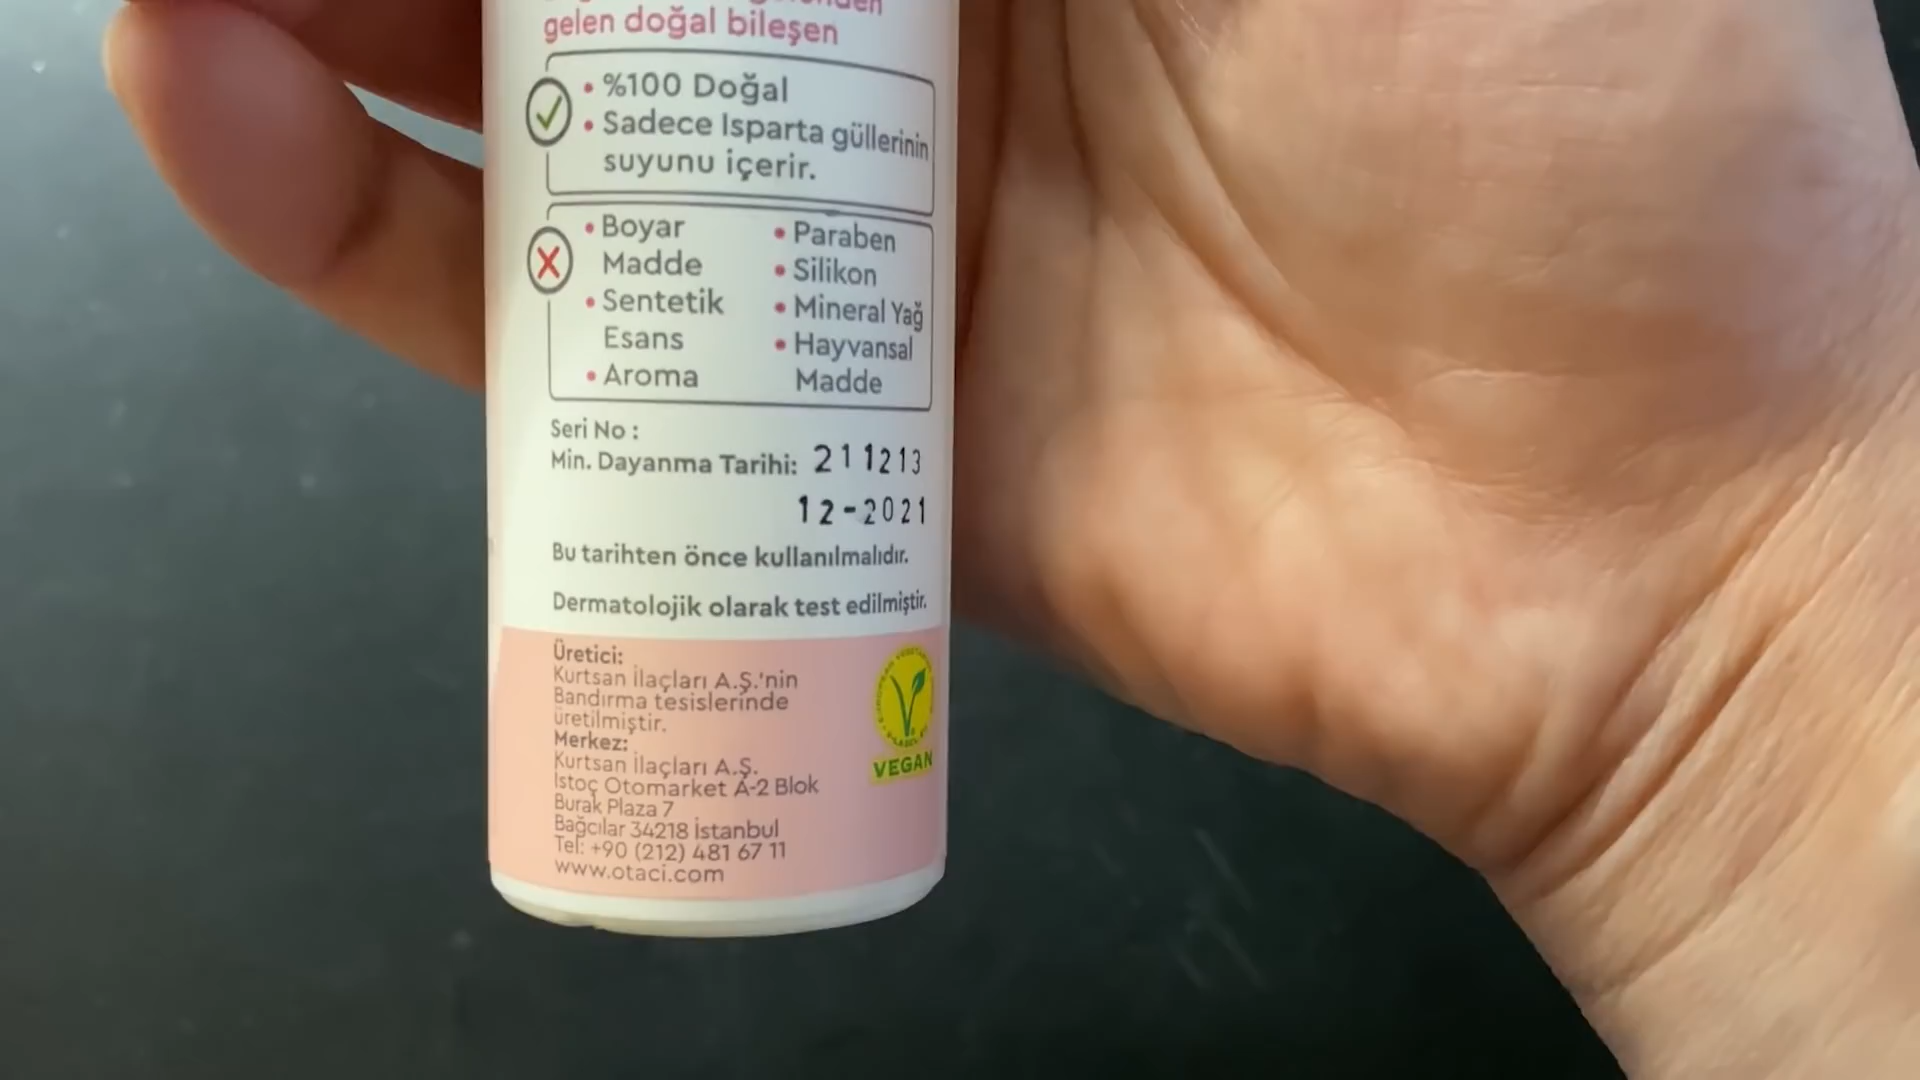 gelen doğal bileşen
• %100 Doğal
• Sadece Isparta güllerinin
suyunu içerir.
• Boyar
Madde
• Sentetik
Esans
• Aroma
• Paraben
• Silikon
• Mineral Yağ
• Hayvansal
Madde
Seri No :
Min. Dayanma Tarihi: 211213
12-2021
Bu tarihten önce kullanılmalıdır.
Dermatolojik olarak test edilmiştir.
Üretici:
Kurtsan İlaçları A.Ş.'nin
Bandırma tesislerinde
üretilmiştir.
Merkez:
Kurtsan İlaçları A.Ş.
İstoç Otomarket A-2 Blok
Burak Plaza 7
Bağcılar 34218 İstanbul
Tel: +90 (212) 481 67 11
www.otaci.com
VEGAN